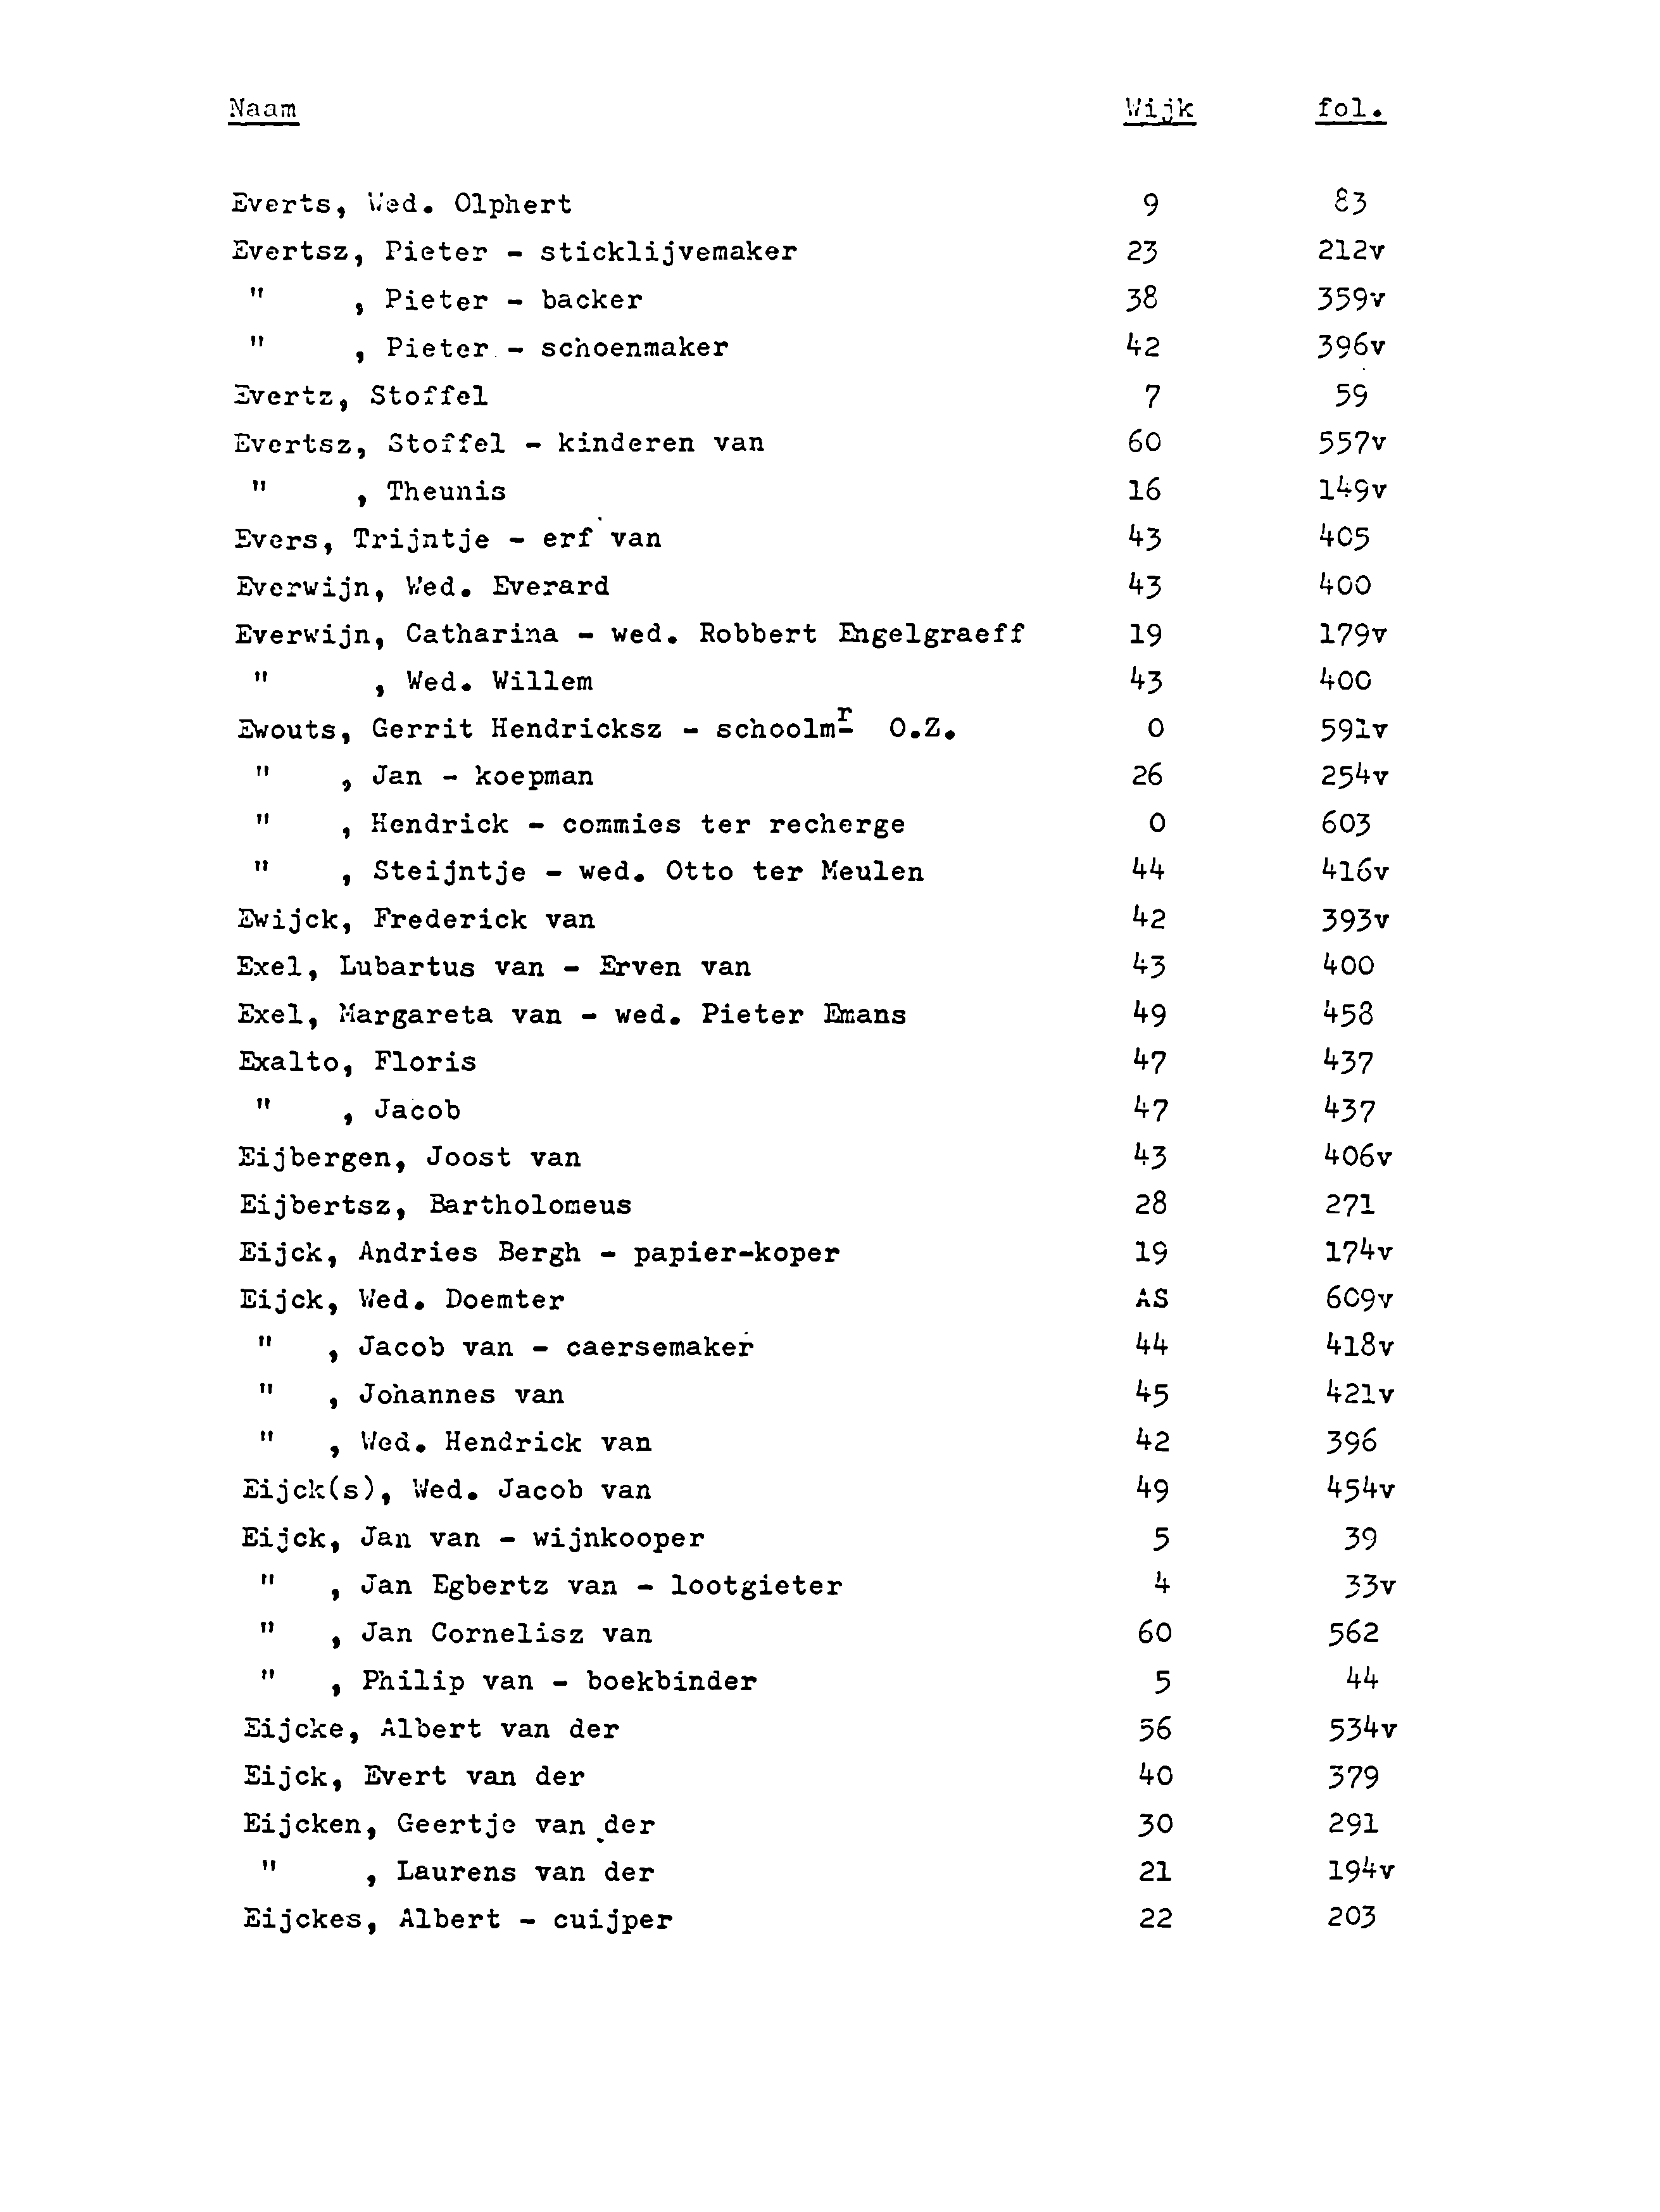 Naam Wijk fol.
Everts, Wed. Olphert 9 83
Evertsz, Pieter - sticklijvemaker 23 212v
" , Pieter - backer 38 359v
" , Pieter - schoenmaker 42 396v
Evertz, Stoffel 7 59
Evertsz, Stoffel - kinderen van 60 557v
" , Theunis 16 149v
Evers, Trijntje - erf van 43 405
Everwijn, Wed. Everard 43 400
Everwijn, Catharina - wed. Robbert Engelgraeff 19 179v
" , Wed. Willem 43 400
Ewouts, Gerrit Hendricksz - schoolmr O.Z. 0 591v
" , Jan - koepman 26 254v
" , Hendrick - commies ter recherge 0 603
" , Steijntje - wed. Otto ter Meulen 44 416v
Ewijck, Frederick van 42 393v
Exel, Lubartus van - Erven van 43 400
Exel, Margareta van - wed. Pieter Emans 49 458
Exalto, Floris 47 437
" , Jacob 47 437
Eijbergen, Joost van 43 406v
Eijbertsz, Bartholomeus 28 271
Eijck, Andries Bergh - papier-koper 19 174v
Eijck, Wed. Doemter AS 609v
" , Jacob van - caersemaker 44 418v
" , Johannes van 45 421v
" , Wed. Hendrick van 42 396
Eijck(s), Wed. Jacob van 49 454v
Eijck, Jan van - wijnkooper 5 39
" , Jan Egbertz van - lootgieter 4 33v
" , Jan Cornelisz van 60 562
" , Philip van - boekbinder 5 44
Eijcke, Albert van der 56 534v
Eijck, Evert van der 40 379
Eijcken, Geertje van der 30 291
" , Laurens van der 21 194v
Eijckes, Albert - cuijper 22 203